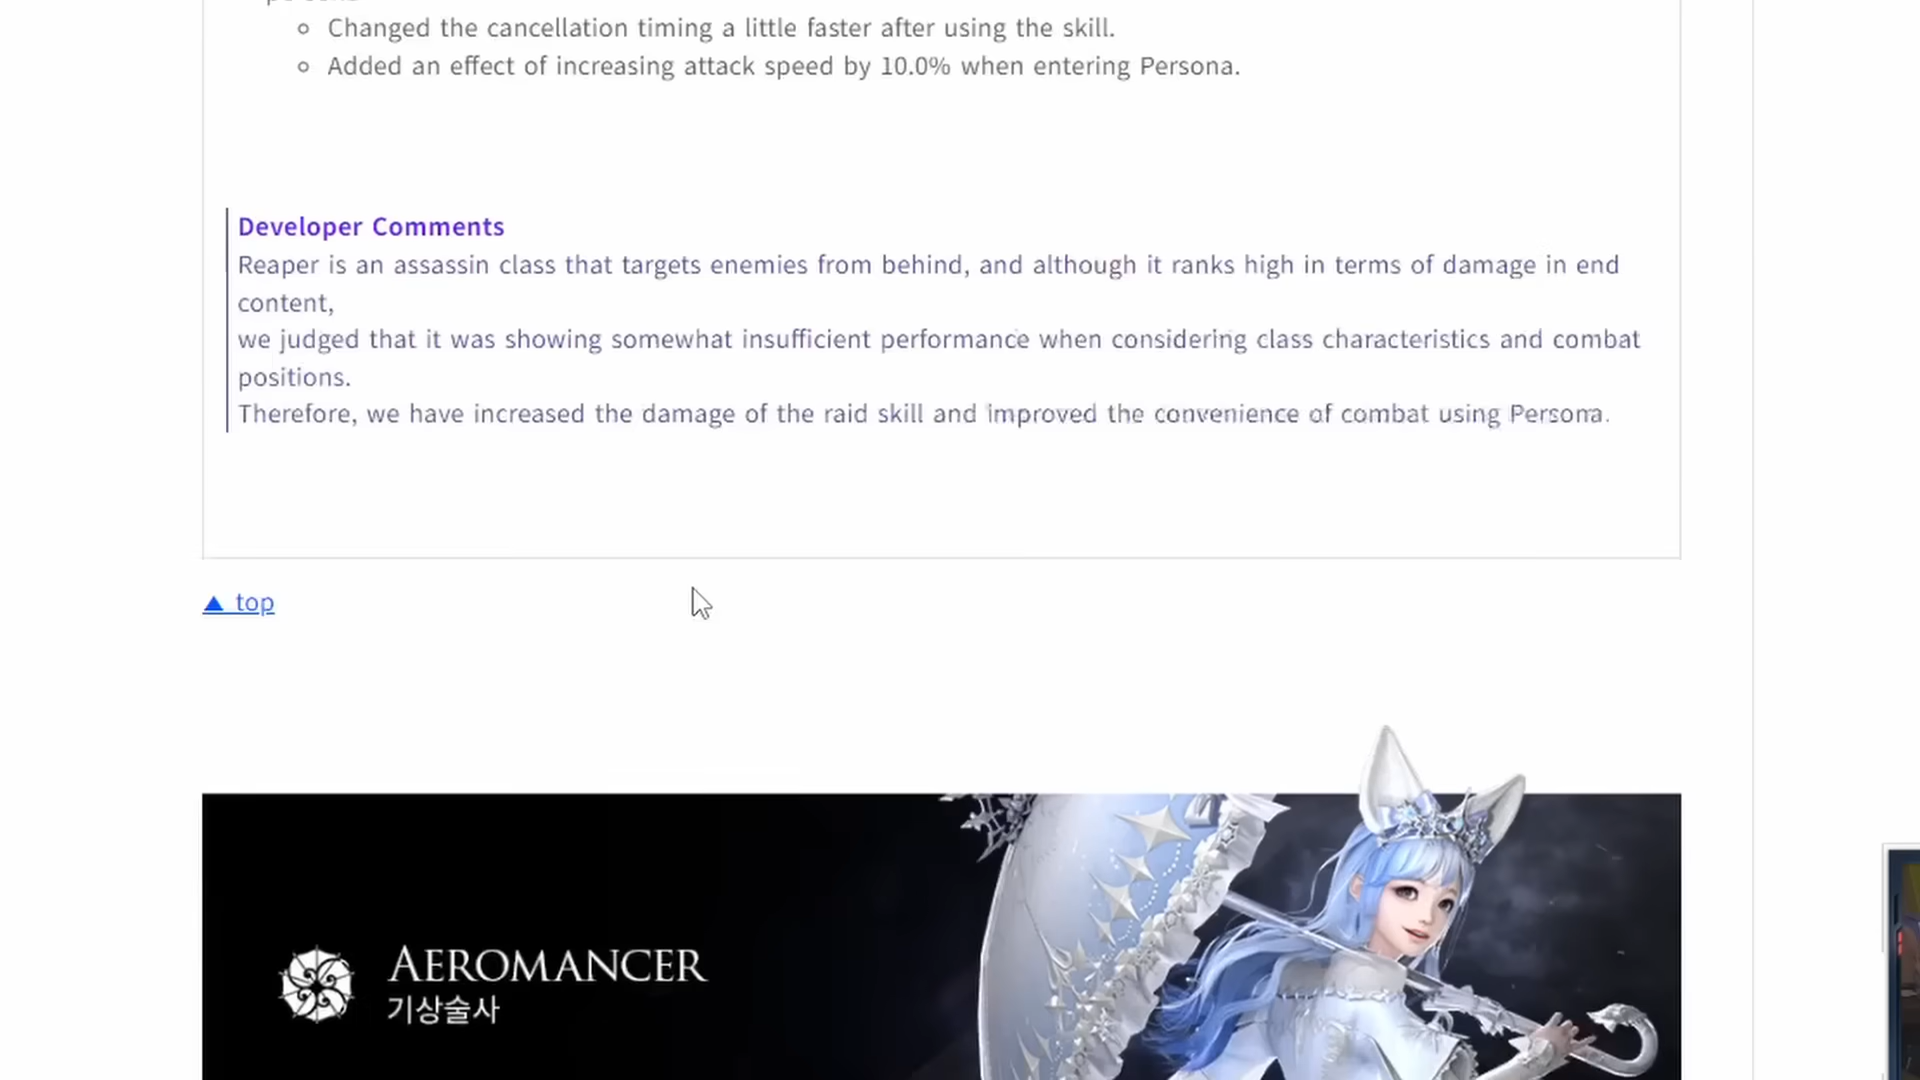 Changed the cancellation timing a little faster after using the skill.
Added an effect of increasing attack speed by 10.0% when entering Persona.
Developer Comments
Reaper is an assassin class that targets enemies from behind, and although it ranks high in terms of damage in end
content,
we judged that it was showing somewhat insufficient performance when considering class characteristics and combat
positions.
Therefore, we have increased the damage of the raid skill and improved the convenience of combat using Persona.
▲ top
AEROMANCER
기상술사